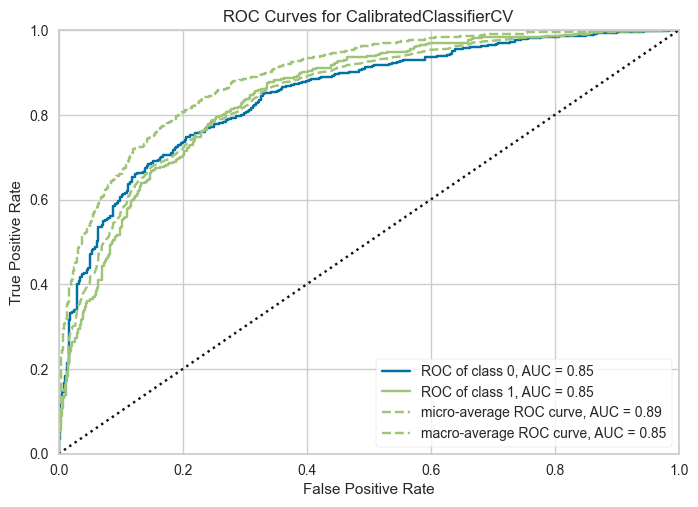 ROC Curves for CalibratedClassifierCV
1.0
0.8
0.6
0.4
0.2
0.0
True Positive Rate
ROC of class 0, AUC = 0.85
ROC of class 1, AUC = 0.85
micro-average ROC curve, AUC = 0.89
macro-average ROC curve, AUC = 0.85
0.0 0.2 0.4 0.6 0.8 1.0
False Positive Rate